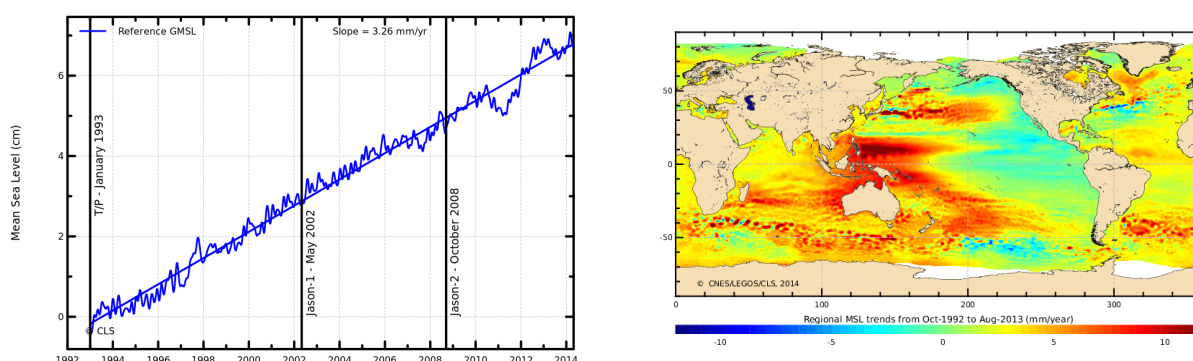 Reference GMSL
Slope = 3.26 mm/yr
Mean Sea Level (cm)
6
4
2
0
T/P - January 1993
Jason-1 - May 2002
Jason-2 - October 2008
© CLS
1992 1994 1996 1998 2000 2002 2004 2006 2008 2010 2012 2014
50
0
-50
© CNES/LEGOS/CLS, 2014
0 100 200 300
Regional MSL trends from Oct-1992 to Aug-2013 (mm/year)
-10 -5 0 5 10